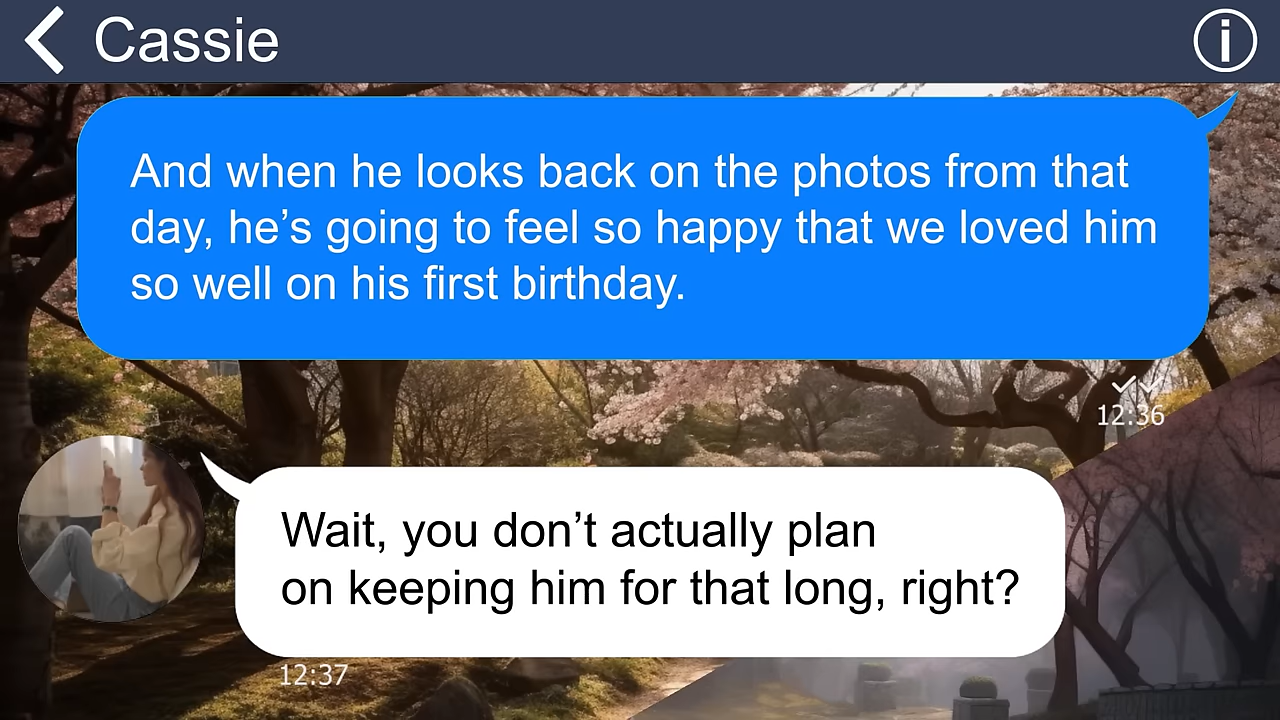 Cassie
And when he looks back on the photos from that
day, he’s going to feel so happy that we loved him
so well on his first birthday.
12:36
Wait, you don’t actually plan
on keeping him for that long, right?
12:37